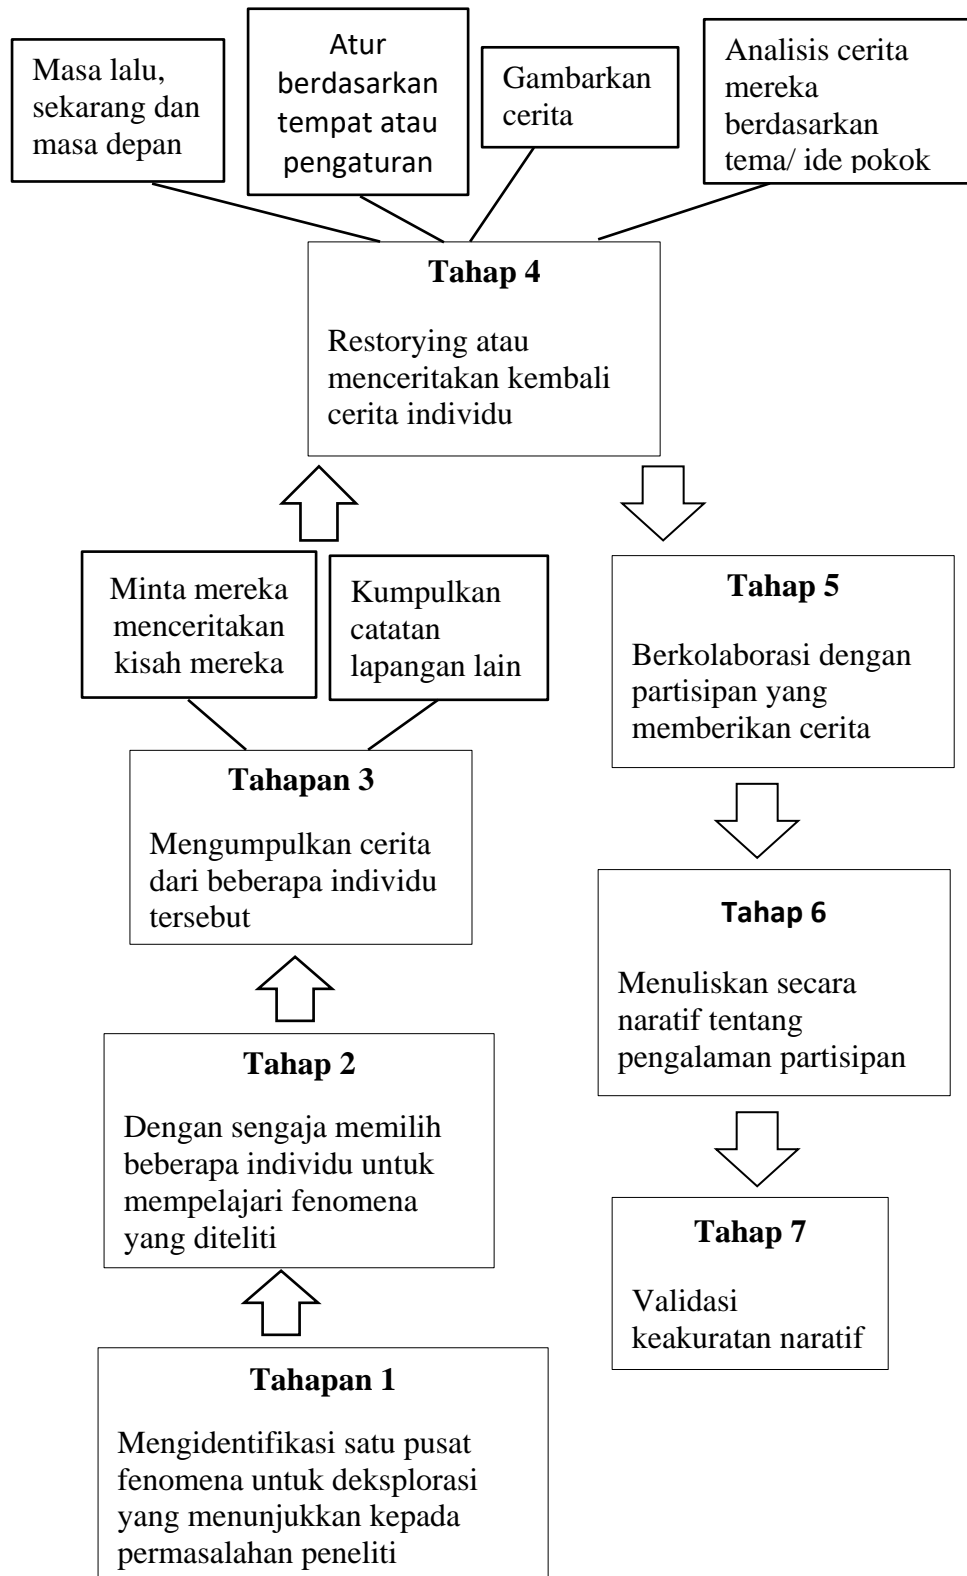 Masa lalu,
sekarang dan
masa depan
Atur
berdasarkan
tempat atau
pengaturan
Gambarkan
cerita
Analisis cerita
mereka
berdasarkan
tema/ ide pokok
Tahap 4
Restorying atau
menceritakan kembali
cerita individu
Minta mereka
menceritakan
kisah mereka
Kumpulkan
catatan
lapangan lain
Tahapan 3
Mengumpulkan cerita
dari beberapa individu
tersebut
Tahap 2
Dengan sengaja memilih
beberapa individu untuk
mempelajari fenomena
yang diteliti
Tahapan 1
Mengidentifikasi satu pusat
fenomena untuk deksplorasi
yang menunjukkan kepada
permasalahan peneliti
Tahap 5
Berkolaborasi dengan
partisipan yang
memberikan cerita
Tahap 6
Menuliskan secara
naratif tentang
pengalaman partisipan
Tahap 7
Validasi
keakuratan naratif